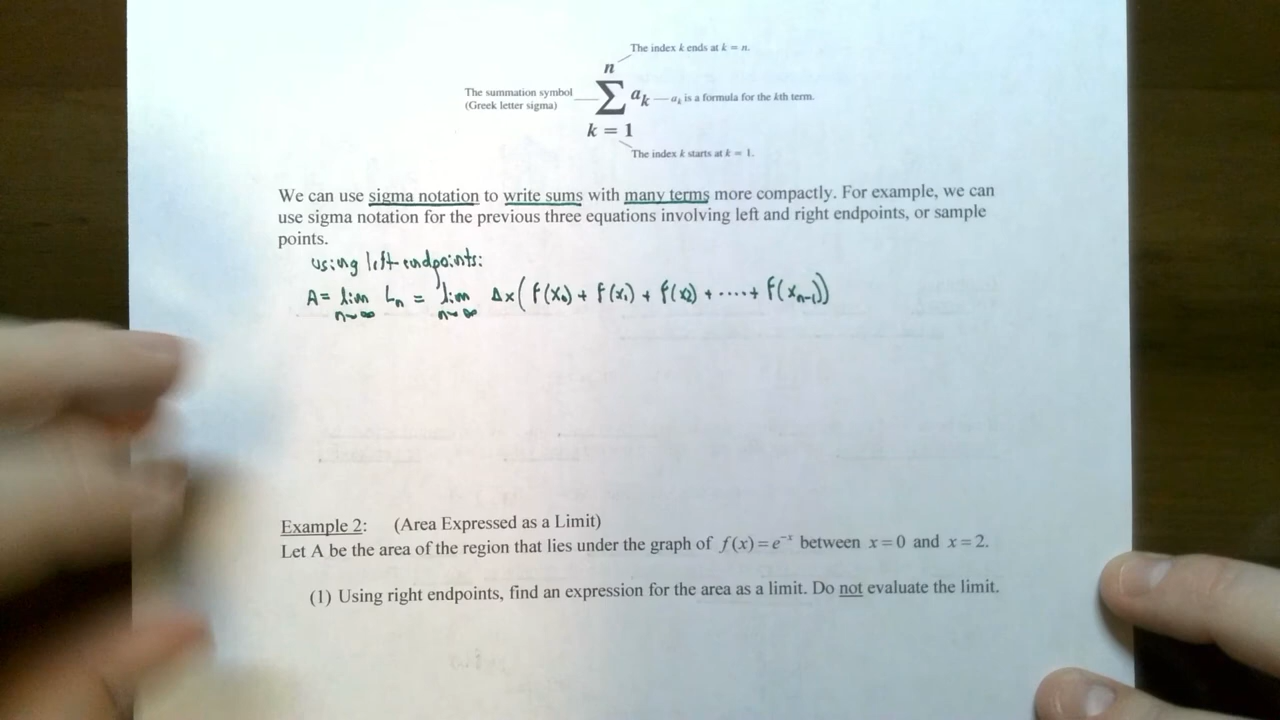 The index k ends at k = n.
n
The summation symbol
(Greek letter sigma)
∑ aₖ
aₖ is a formula for the kth term.
k = 1
The index k starts at k = 1.
We can use sigma notation to write sums with many terms more compactly. For example, we can
use sigma notation for the previous three equations involving left and right endpoints, or sample
points.
using left endpoints:
A = lim Lₙ = lim Δx ( f(x₀) + f(x₁) + f(x₂) + ..... + f(xₙ₋₁))
n→∞ n→∞
Example 2: (Area Expressed as a Limit)
Let A be the area of the region that lies under the graph of f(x) = e⁻ˣ between x = 0 and x = 2.
(1) Using right endpoints, find an expression for the area as a limit. Do not evaluate the limit.